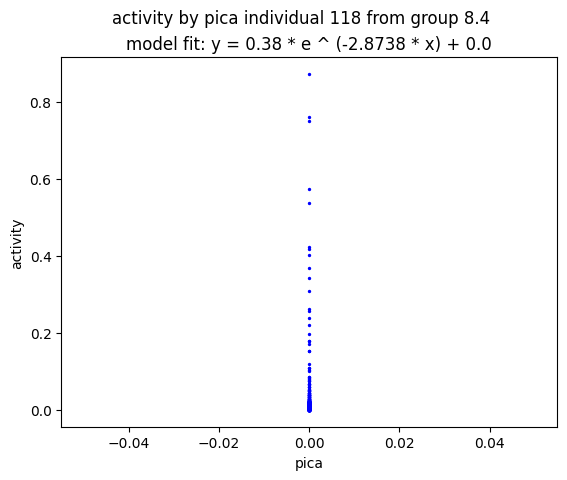 activity by pica individual 118 from group 8.4
model fit: y = 0.38 * e ^ (-2.8738 * x) + 0.0
0.8
0.6
0.4
0.2
0.0
activity
−0.04 −0.02 0.00 0.02 0.04
pica